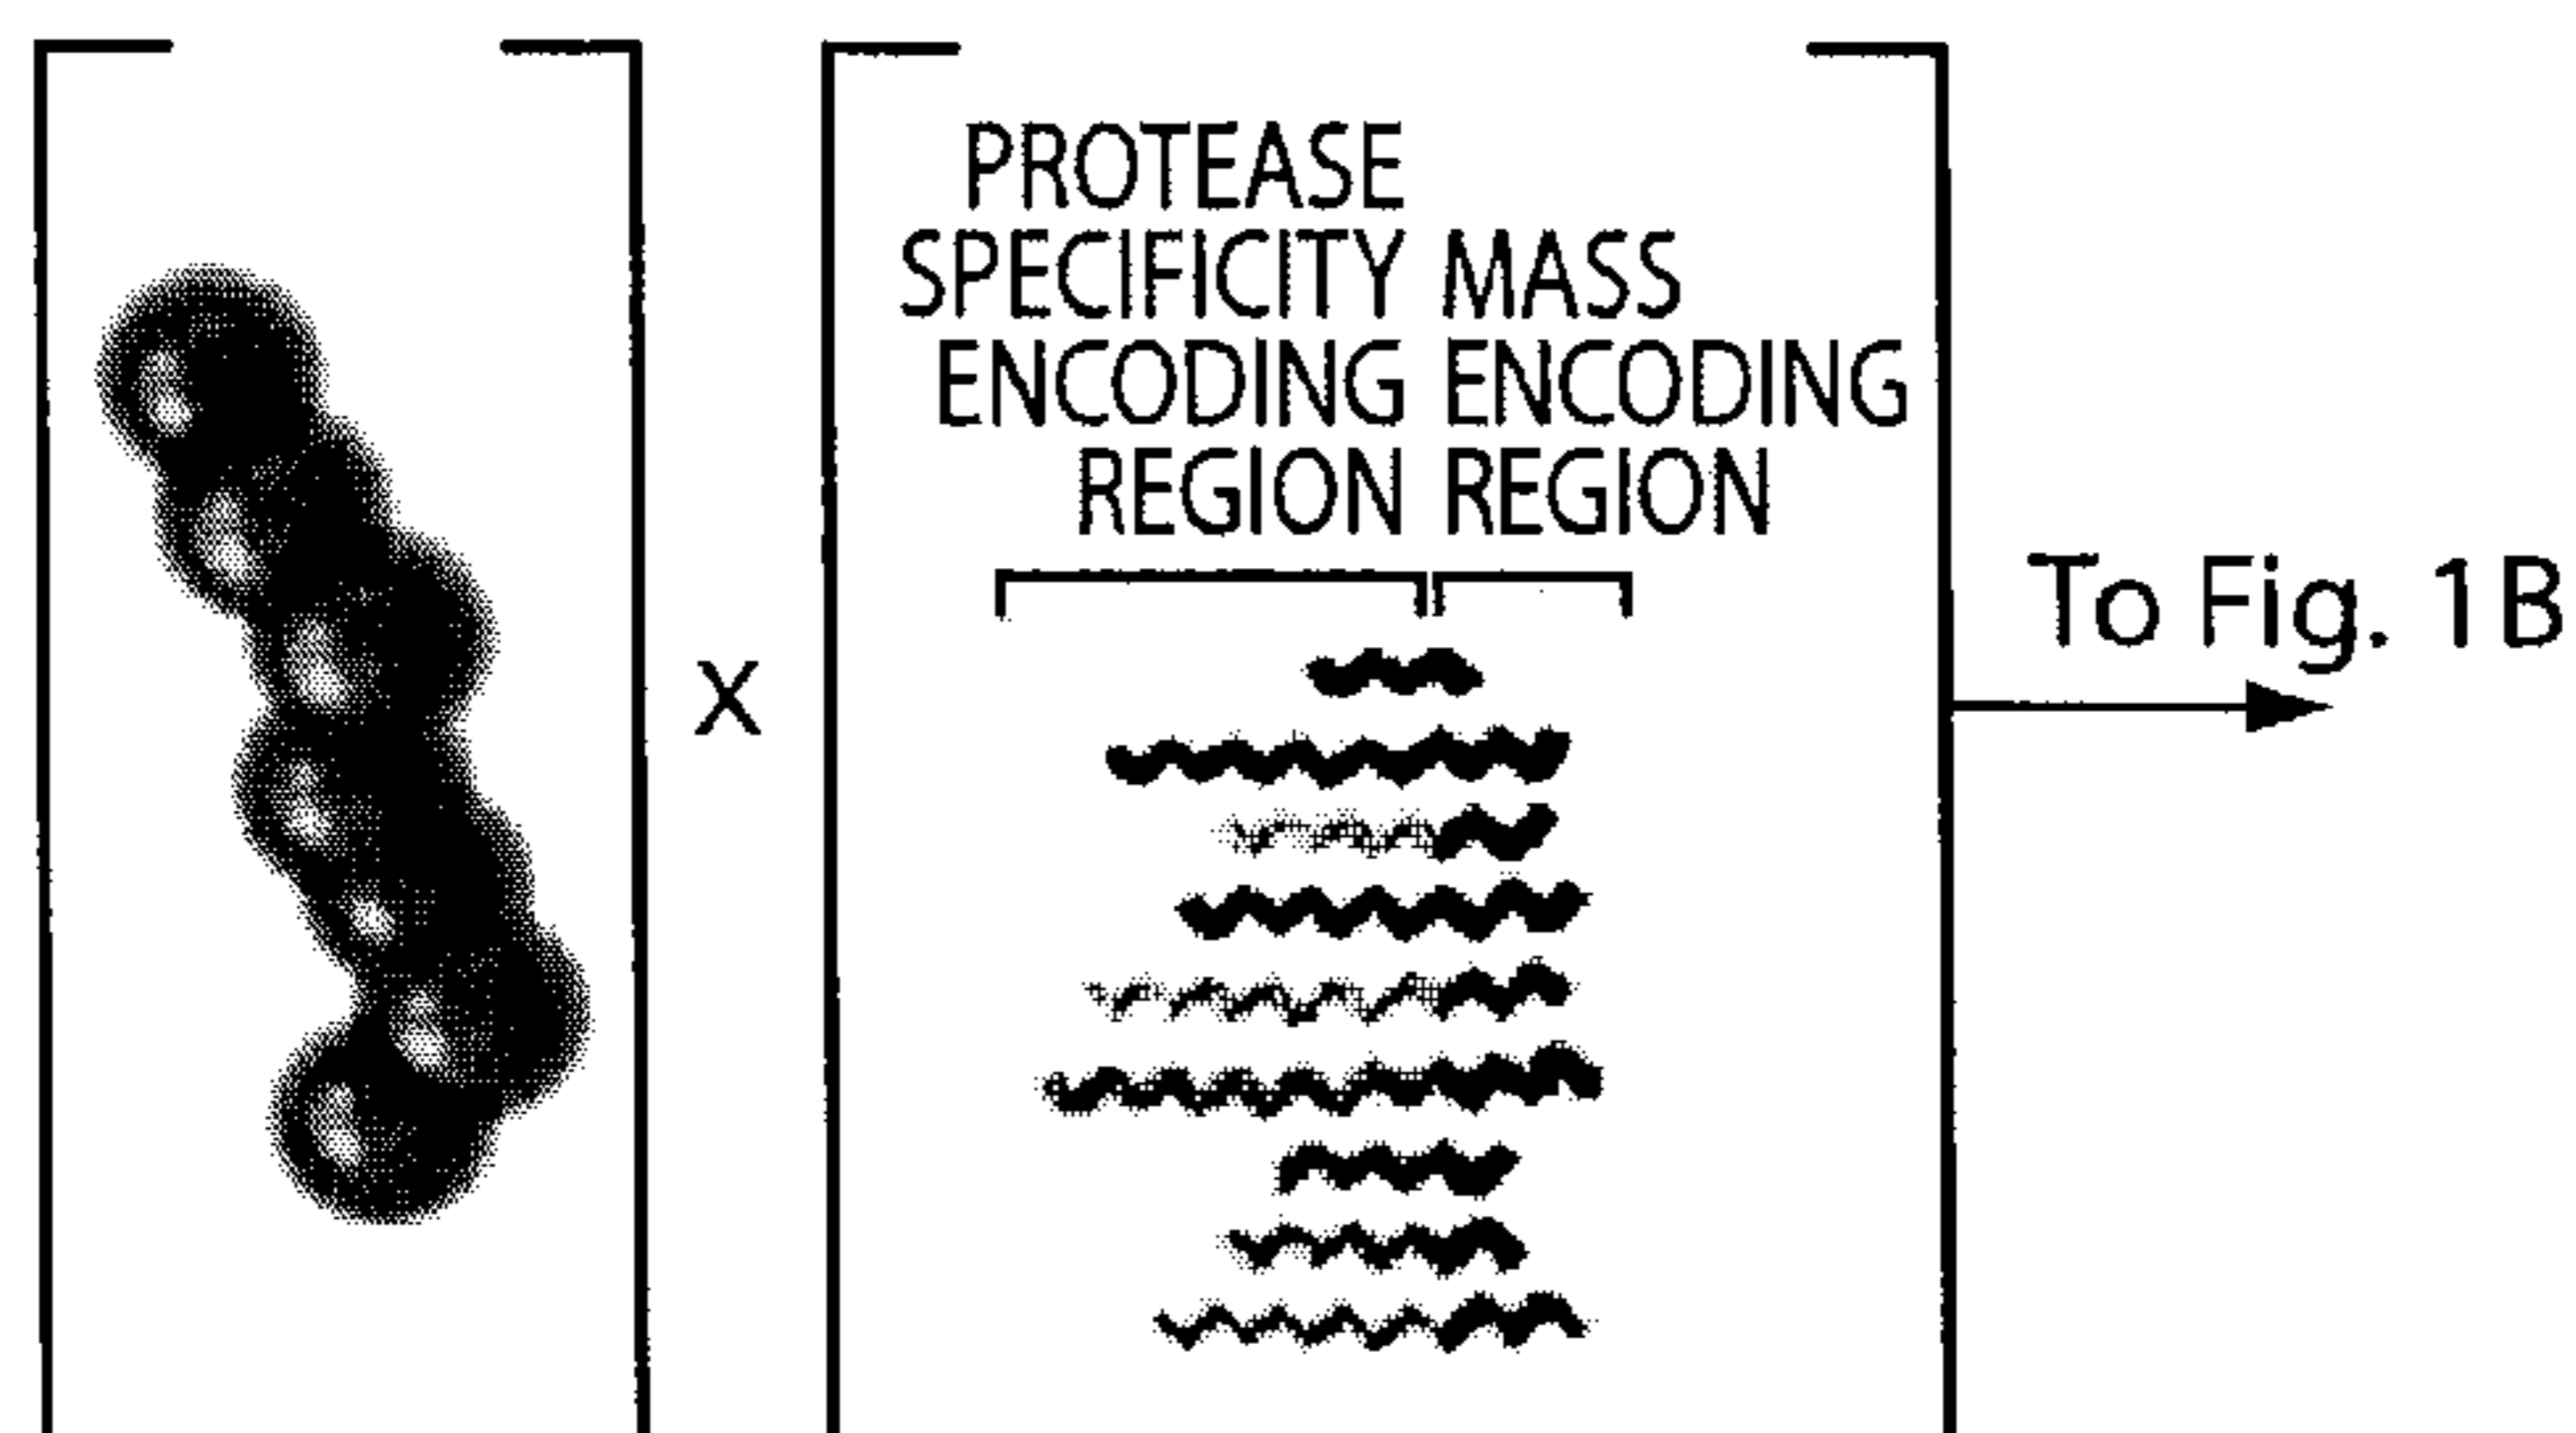 PROTEASE
SPECIFICITY MASS
ENCODING ENCODING
REGION REGION
X
To Fig. 1B